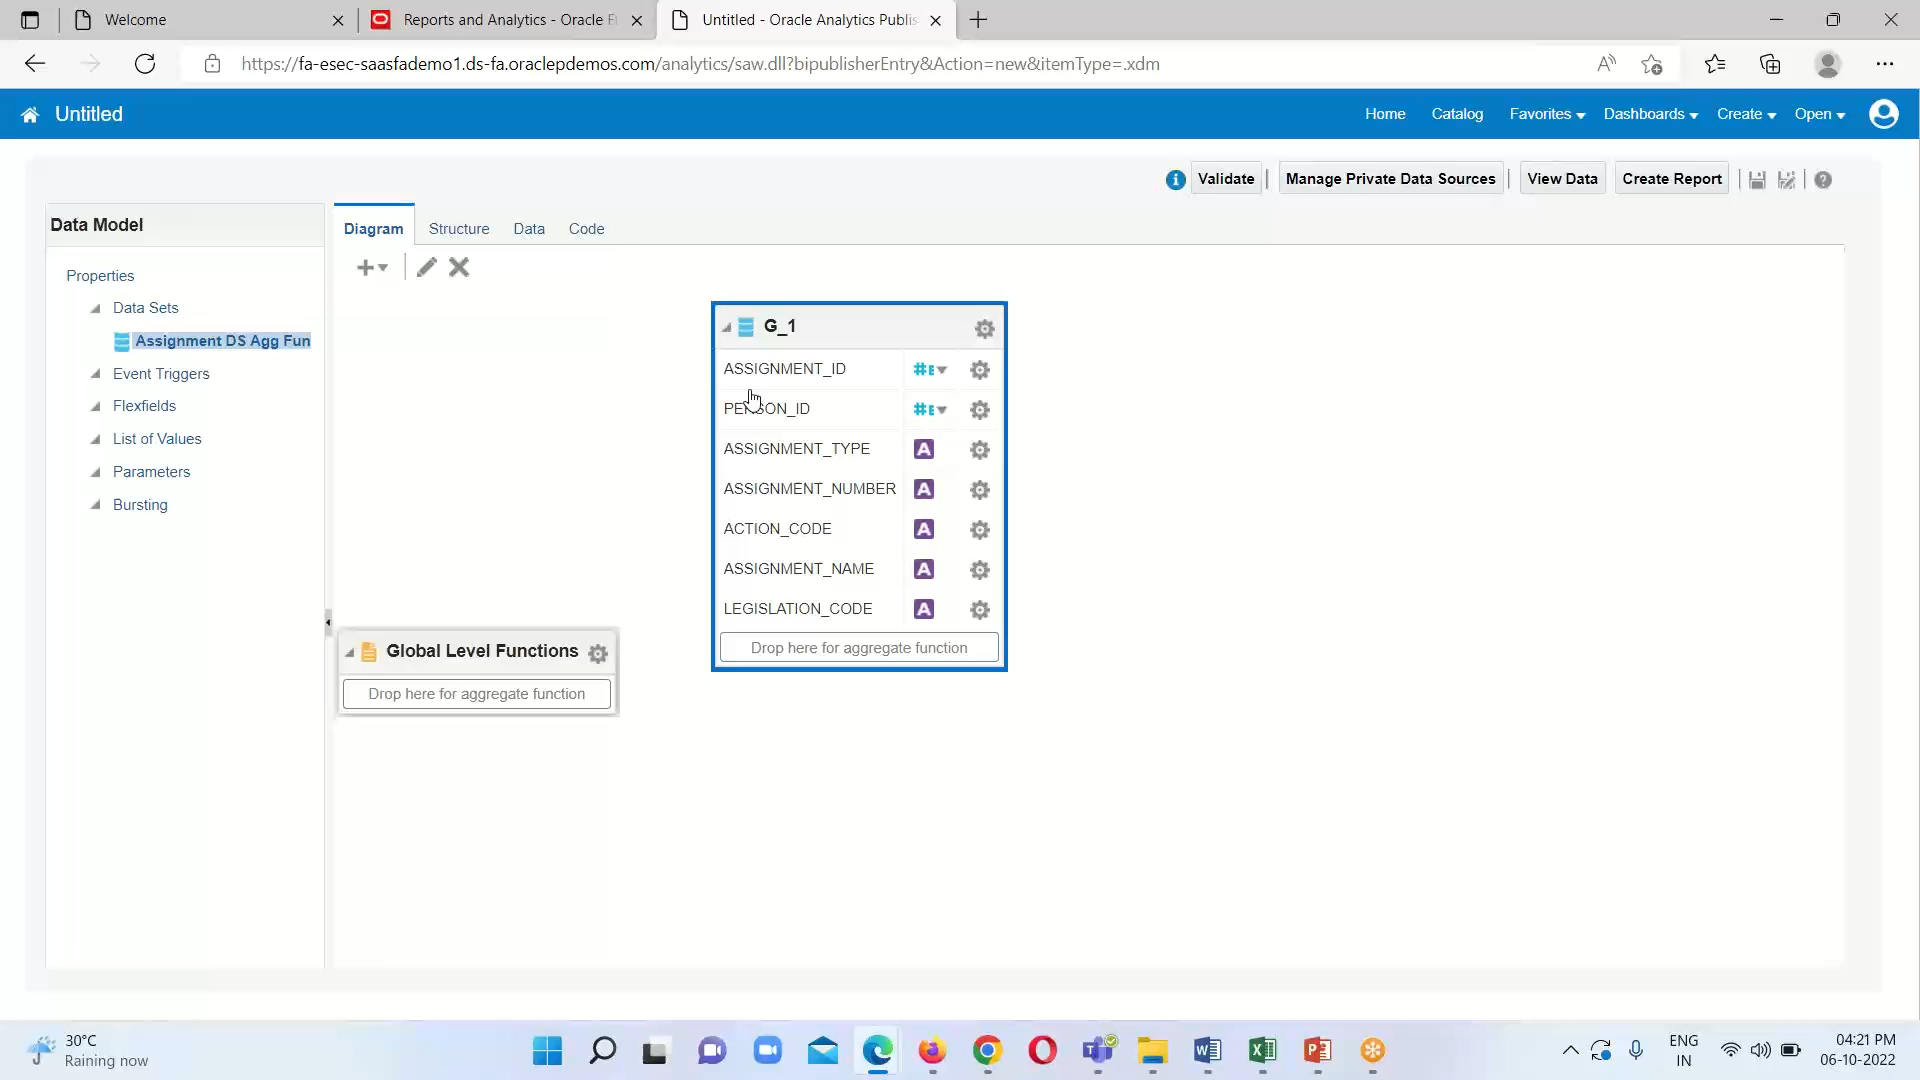 Welcome
Reports and Analytics - Oracle F
Untitled - Oracle Analytics Publis
https://fa-esec-saasfademo1.ds-fa.oraclepdemos.com/analytics/saw.dll?bipublisherEntry&Action=new&itemType=.xdm
Untitled
Home
Catalog
Favorites
Dashboards
Create
Open
Validate
Manage Private Data Sources
View Data
Create Report
Data Model
Diagram
Structure
Data
Code
Properties
Data Sets
Assignment DS Agg Fun
Event Triggers
Flexfields
List of Values
Parameters
Bursting
G_1
ASSIGNMENT_ID
PERSON_ID
ASSIGNMENT_TYPE
ASSIGNMENT_NUMBER
ACTION_CODE
ASSIGNMENT_NAME
LEGISLATION_CODE
Drop here for aggregate function
Global Level Functions
Drop here for aggregate function
30°C
Raining now
ENG
IN
04:21 PM
06-10-2022